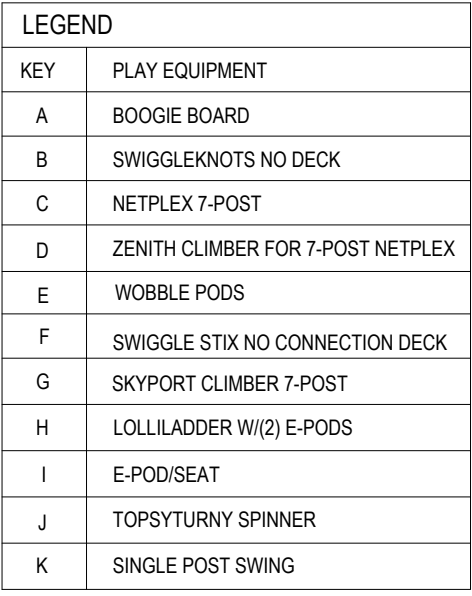 LEGEND
KEY PLAY EQUIPMENT
A BOOGIE BOARD
B SWIGGLEKNOTS NO DECK
C NETPLEX 7-POST
D ZENITH CLIMBER FOR 7-POST NETPLEX
E WOBBLE PODS
F SWIGGLE STIX NO CONNECTION DECK
G SKYPORT CLIMBER 7-POST
H LOLLILADDER W/(2) E-PODS
I E-POD/SEAT
J TOPSYTURNY SPINNER
K SINGLE POST SWING